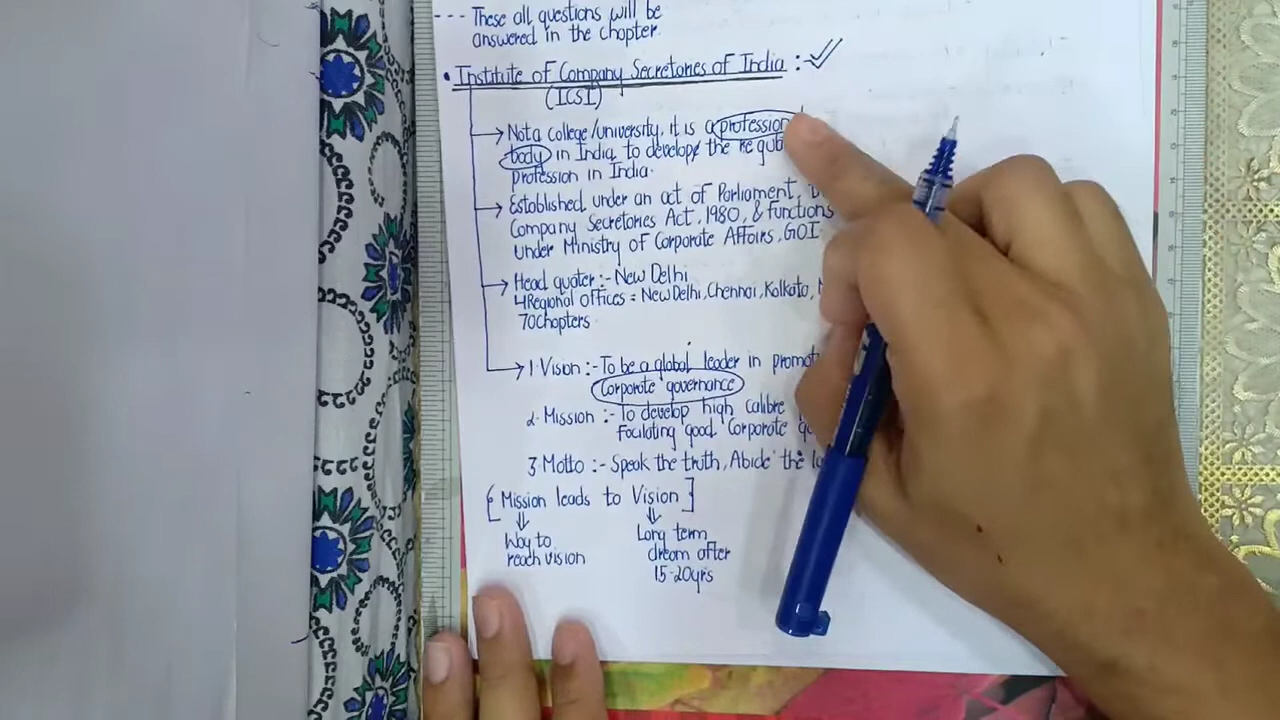 --- These all questions will be
answered in the chapter.
• Institute of Company Secretories of India :-
(ICSI)
→ Not a college/university, it is a profession
body in India to develope the
profession in India.
→ Established under an act of Parliament,
Company Secretories Act, 1980, & functions
under Ministry of Corporate Affairs, GOI
→ Head quater :- New Delhi
4 Regional offices = New Delhi, Chennai, Kolkata,
70 Chapters
→ 1. Vision :- To be a global leader in
Corporate governance
2. Mission :- To develop high calibre
Facilating good Corporate
3. Motto :- Speak the truth, Abide the
[Mission leads to Vision]
⇓ ⇓
Way to
reach vision
Long term
dream after
15-20yrs